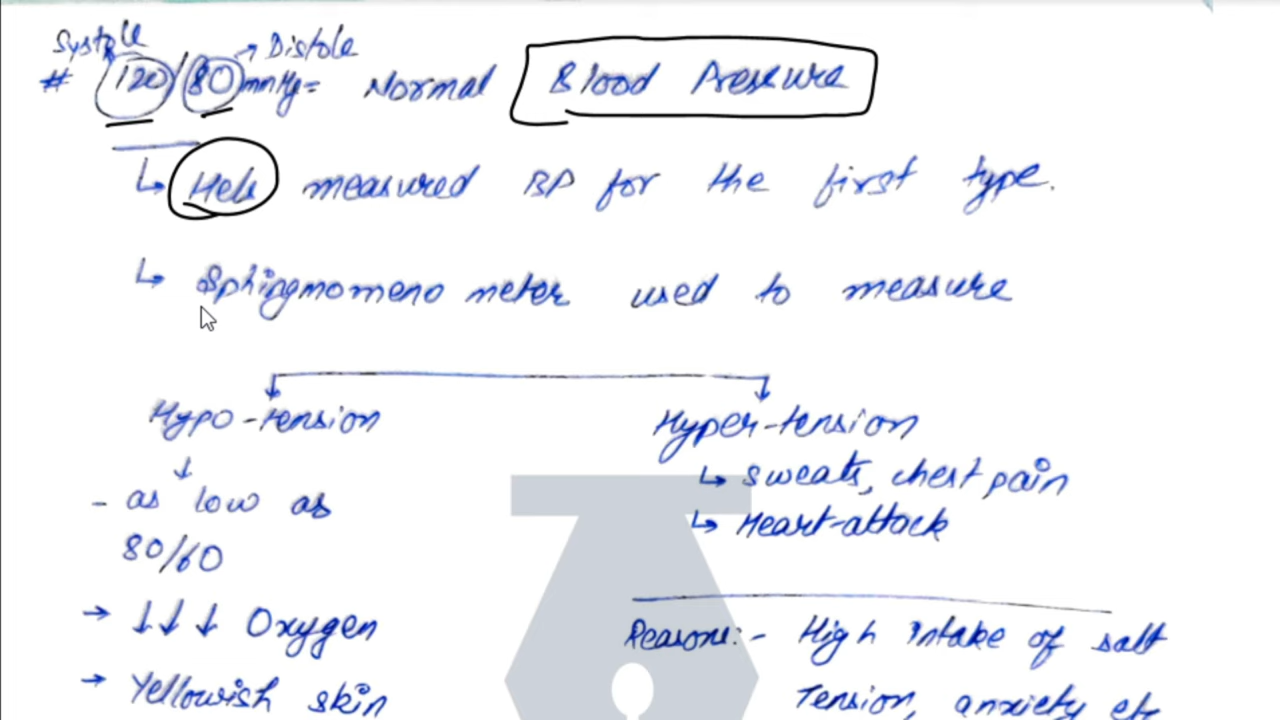 Systole
→ Distole
# 120/80 mmHg = Normal Blood Pressure
↳ Hels measured BP for the first type.
↳ Sphingmomeno meter used to measure
Hypo-tension
Hyper-tension
↓
↳ sweats, chest pain
- as low as
↳ Heart-attack
80/60
→ ↓↓↓ Oxygen
Reasons:- High Intake of salt
→ Yellowish skin
Tension, anxiety etc